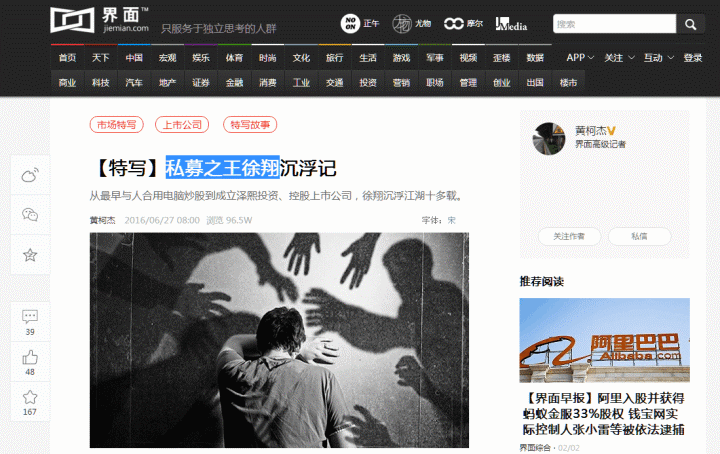 界面™
jiemian.com
只服务于独立思考的人群
NO ON
正午
尤物
摩尔
JMedia
搜索
首页 天下 中国 宏观 娱乐 体育 时尚 文化 旅行 生活 游戏 军事 视频 歪楼 数据 APP 关注 互动 登录
商业 科技 汽车 地产 证券 金融 消费 工业 交通 投资 营销 职场 管理 创业 出国 楼市
市场特写 上市公司 特写故事
【特写】私募之王徐翔沉浮记
从最早与人合用电脑炒股到成立泽熙投资、控股上市公司，徐翔沉浮江湖十多载。
黄柯杰 2016/06/27 08:00 浏览 96.5W 字体：宋
39
48
167
黄柯杰
界面高级记者
关注作者 私信
推荐阅读
阿里巴巴
Alibaba.com
【界面早报】阿里入股并获得
蚂蚁金服33%股权 钱宝网实
际控制人张小雷等被依法逮捕
界面综合 · 02/02